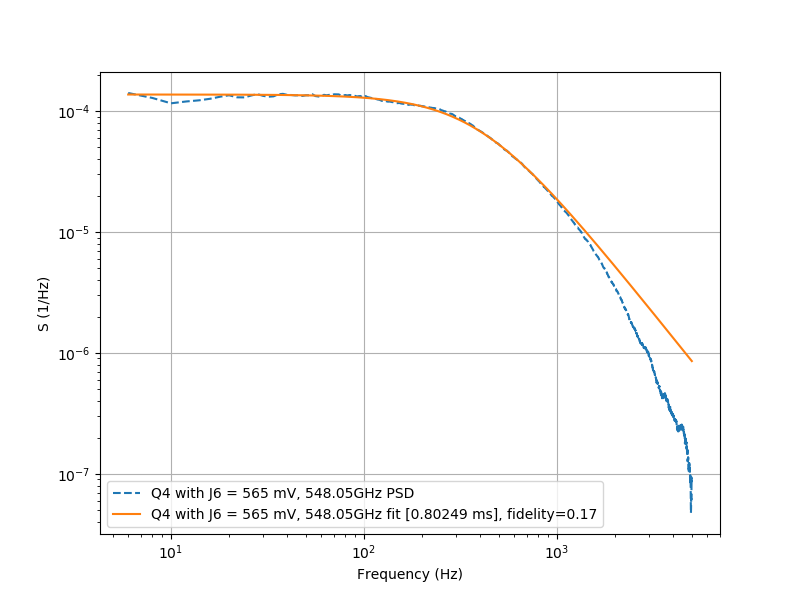 10⁻⁴
10⁻⁵
10⁻⁶
10⁻⁷
S (1/Hz)
Q4 with J6 = 565 mV, 548.05GHz PSD
Q4 with J6 = 565 mV, 548.05GHz fit [0.80249 ms], fidelity=0.17
10¹ 10² 10³
Frequency (Hz)